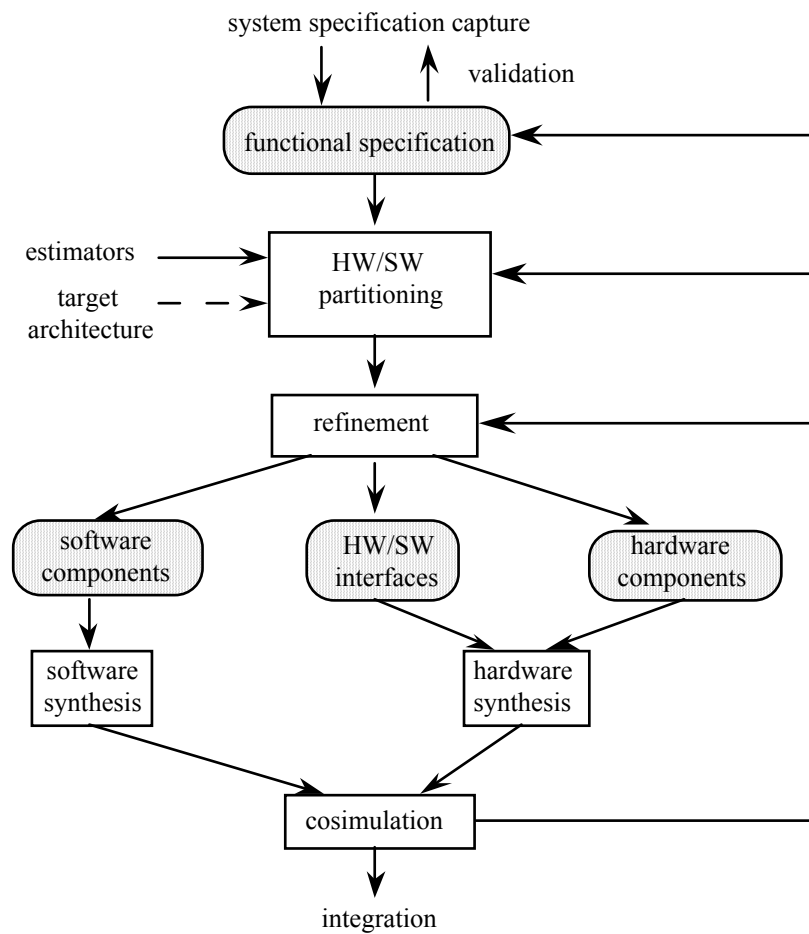 system specification capture
validation
functional specification
estimators
HW/SW
partitioning
target
architecture
refinement
software
components
HW/SW
interfaces
hardware
components
software
synthesis
hardware
synthesis
cosimulation
integration